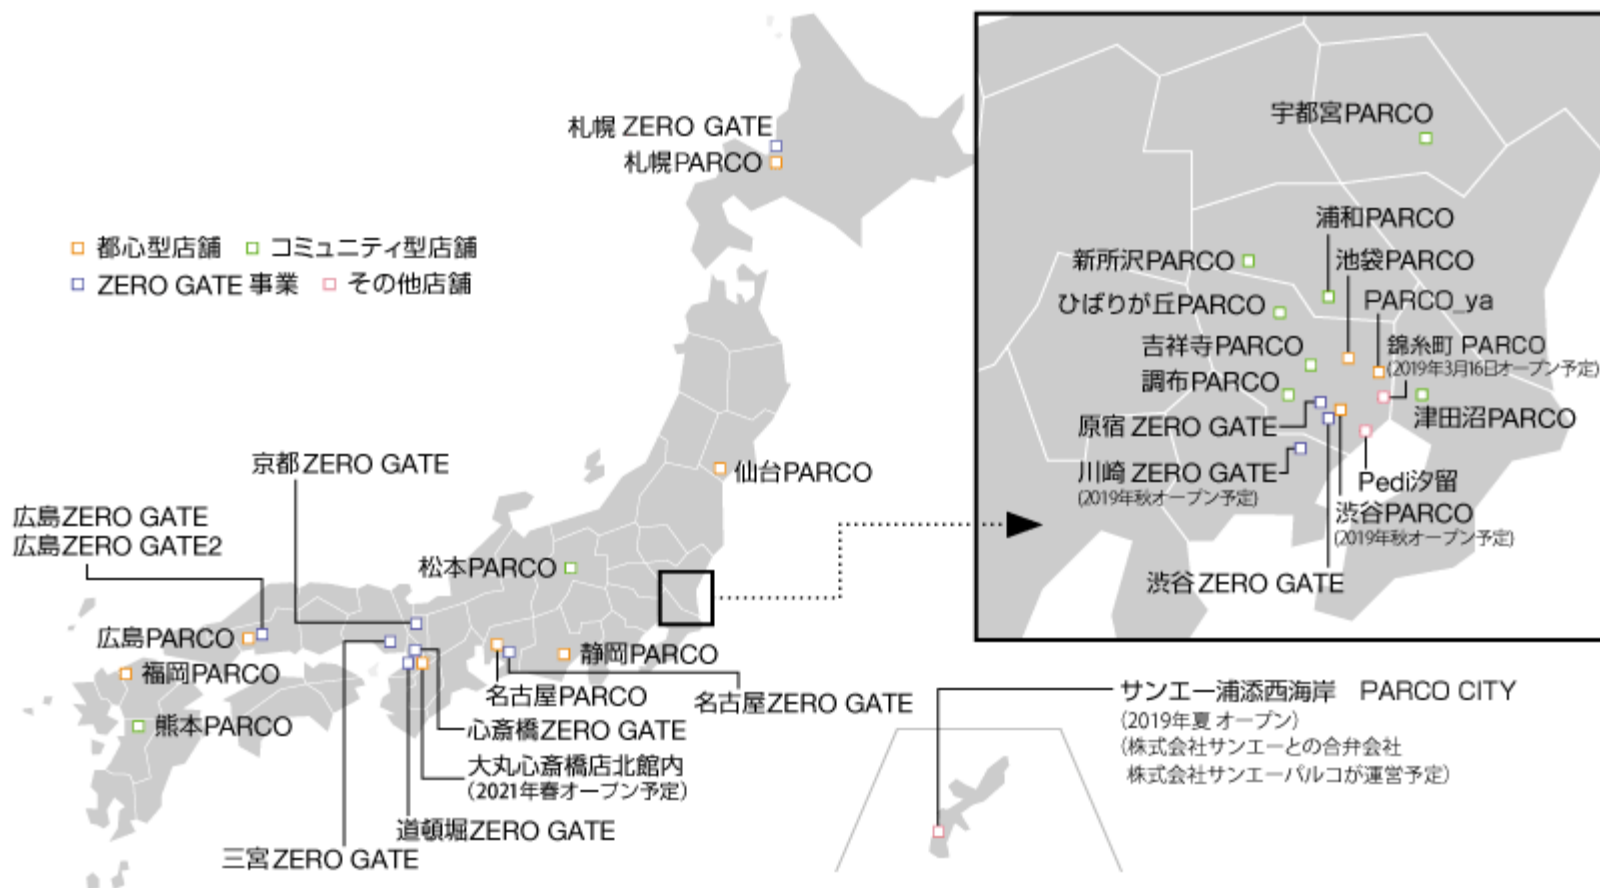 札幌 ZERO GATE
札幌PARCO
都心型店舗
コミュニティ型店舗
ZERO GATE 事業
その他店舗
仙台PARCO
京都ZERO GATE
広島ZERO GATE
広島ZERO GATE2
松本PARCO
広島PARCO
福岡PARCO
熊本PARCO
静岡PARCO
名古屋PARCO
名古屋ZERO GATE
心斎橋ZERO GATE
大丸心斎橋店北館内
(2021年春オープン予定)
道頓堀ZERO GATE
三宮ZERO GATE
宇都宮PARCO
浦和PARCO
新所沢PARCO
池袋PARCO
ひばりが丘PARCO
PARCO_ya
吉祥寺PARCO
錦糸町 PARCO
(2019年3月16日オープン予定)
調布PARCO
津田沼PARCO
原宿 ZERO GATE
川崎 ZERO GATE
(2019年秋オープン予定)
Pedi汐留
渋谷PARCO
(2019年秋オープン予定)
渋谷ZERO GATE
サンエー浦添西海岸 PARCO CITY
(2019年夏 オープン)
(株式会社サンエーとの合弁会社
株式会社サンエーパルコが運営予定)